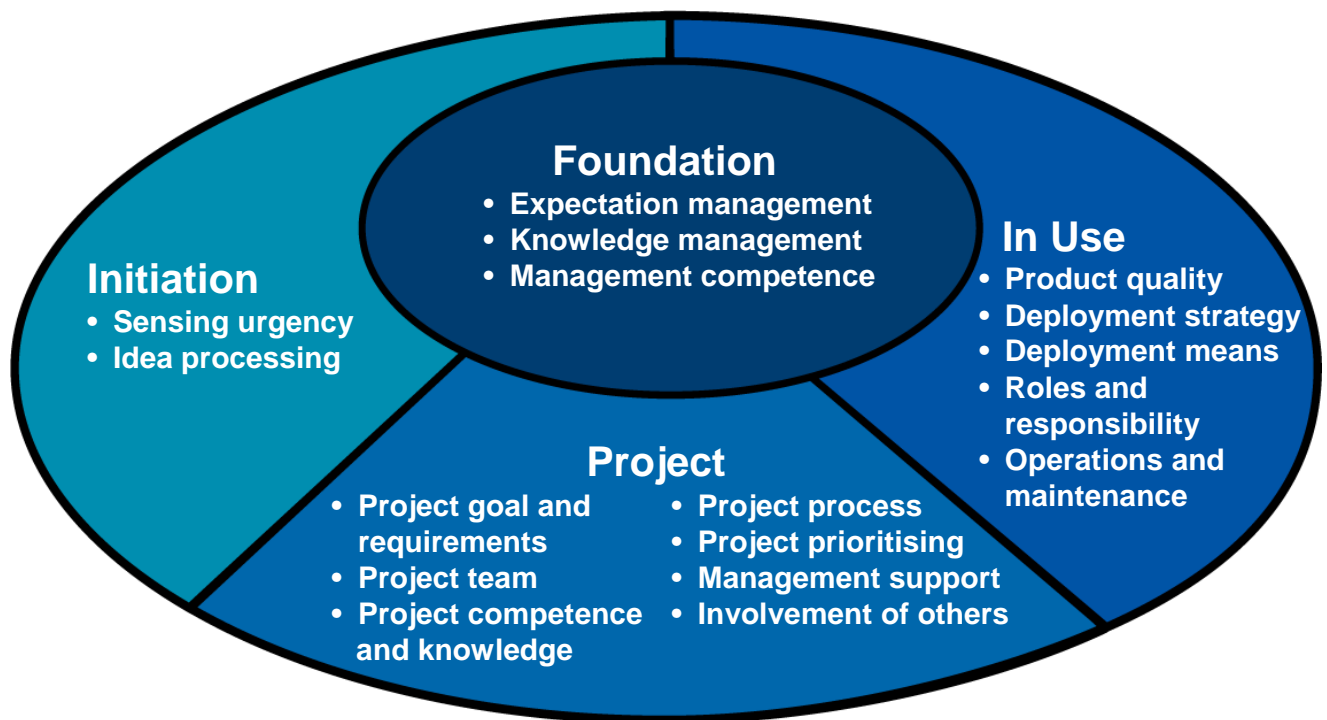 Foundation
• Expectation management
• Knowledge management
• Management competence
Initiation
• Sensing urgency
• Idea processing
In Use
• Product quality
• Deployment strategy
• Deployment means
• Roles and
responsibility
• Operations and
maintenance
Project
• Project goal and
requirements
• Project team
• Project competence
and knowledge
• Project process
• Project prioritising
• Management support
• Involvement of others